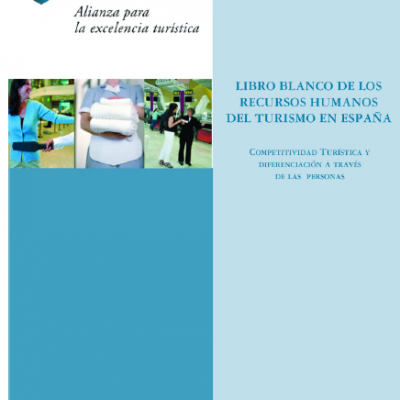 Alianza para
la excelencia turística
LIBRO BLANCO DE LOS
RECURSOS HUMANOS
DEL TURISMO EN ESPAÑA
COMPETITIVIDAD TURÍSTICA Y
DIFERENCIACIÓN A TRAVÉS
DE LAS PERSONAS